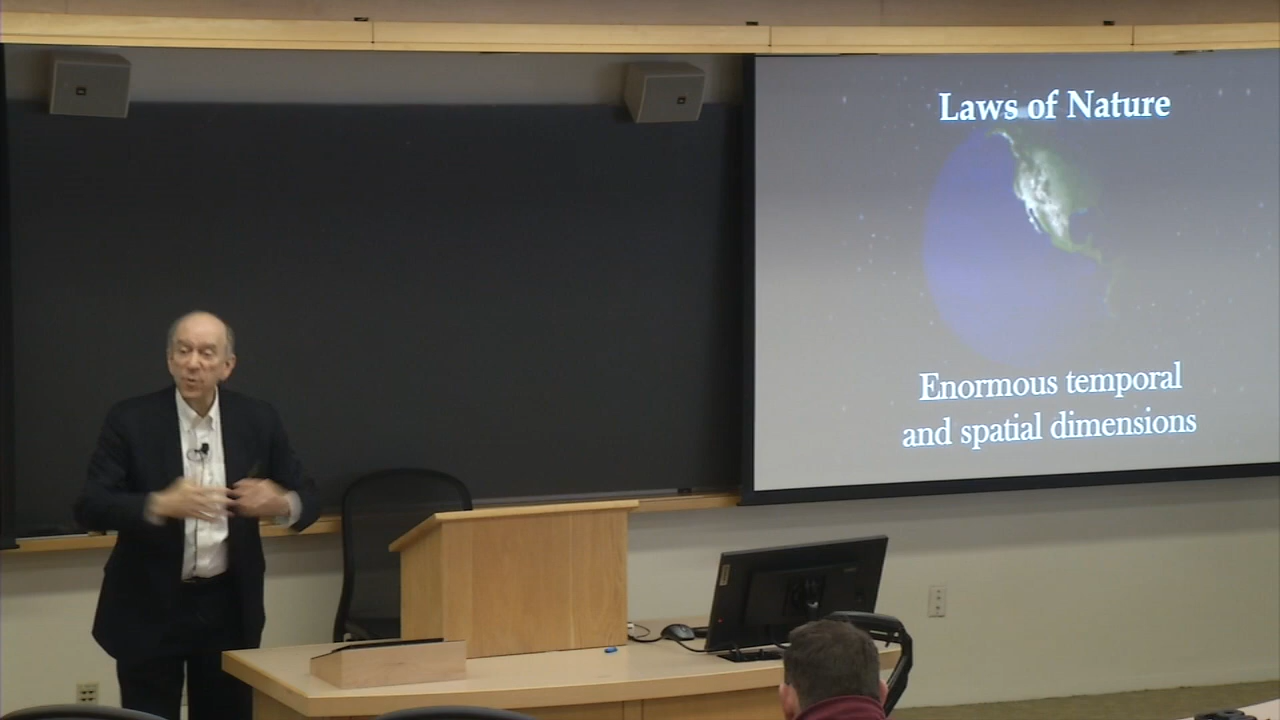 Laws of Nature
Enormous temporal
and spatial dimensions